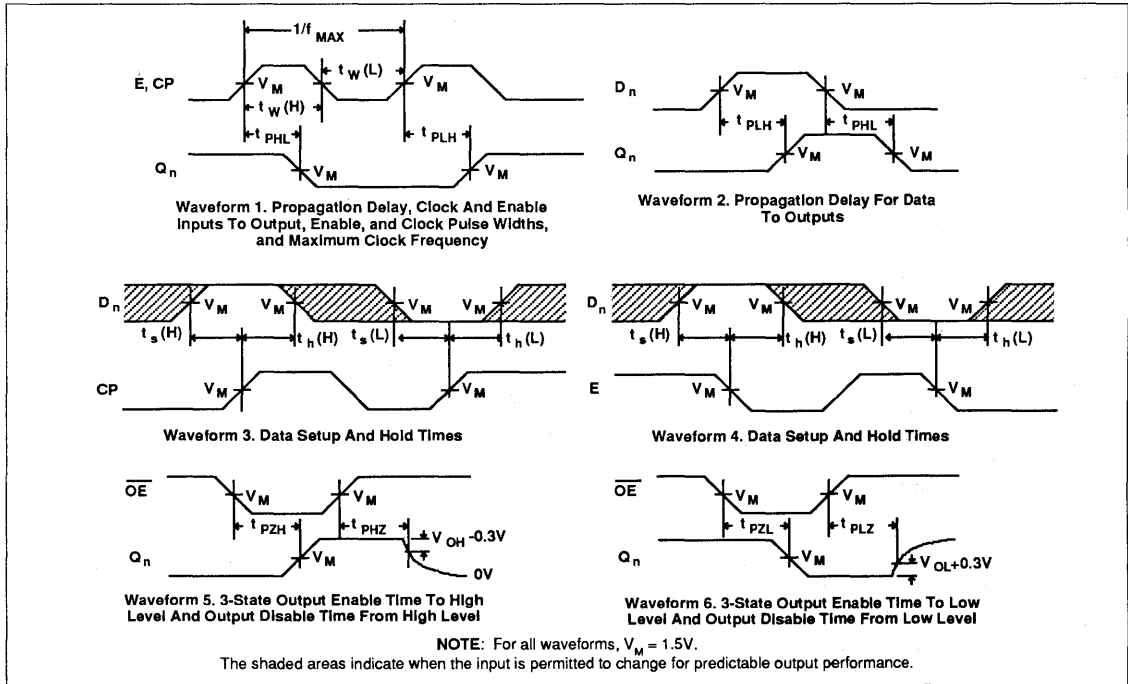 1/f MAX
E, CP
V M
t W (L)
V M
t W (H)
t PHL
t PLH
Q n
V M
V M
Waveform 1. Propagation Delay, Clock And Enable
Inputs To Output, Enable, and Clock Pulse Widths,
and Maximum Clock Frequency
D n
V M
V M
t PLH
t PHL
Q n
V M
V M
Waveform 2. Propagation Delay For Data
To Outputs
D n
V M
V M
V M
V M
t s (H)
t h (H)
t s (L)
t h (L)
CP
V M
V M
Waveform 3. Data Setup And Hold Times
D n
V M
V M
V M
V M
t s (H)
t h (H)
t s (L)
t h (L)
E
V M
V M
Waveform 4. Data Setup And Hold Times
OE
V M
V M
t PZH
t PHZ
V OH -0.3V
Q n
V M
0V
Waveform 5. 3-State Output Enable Time To High
Level And Output Disable Time From High Level
OE
V M
V M
t PZL
t PLZ
Q n
V M
V OL+0.3V
Waveform 6. 3-State Output Enable Time To Low
Level And Output Disable Time From Low Level
NOTE: For all waveforms, V M = 1.5V.
The shaded areas indicate when the input is permitted to change for predictable output performance.